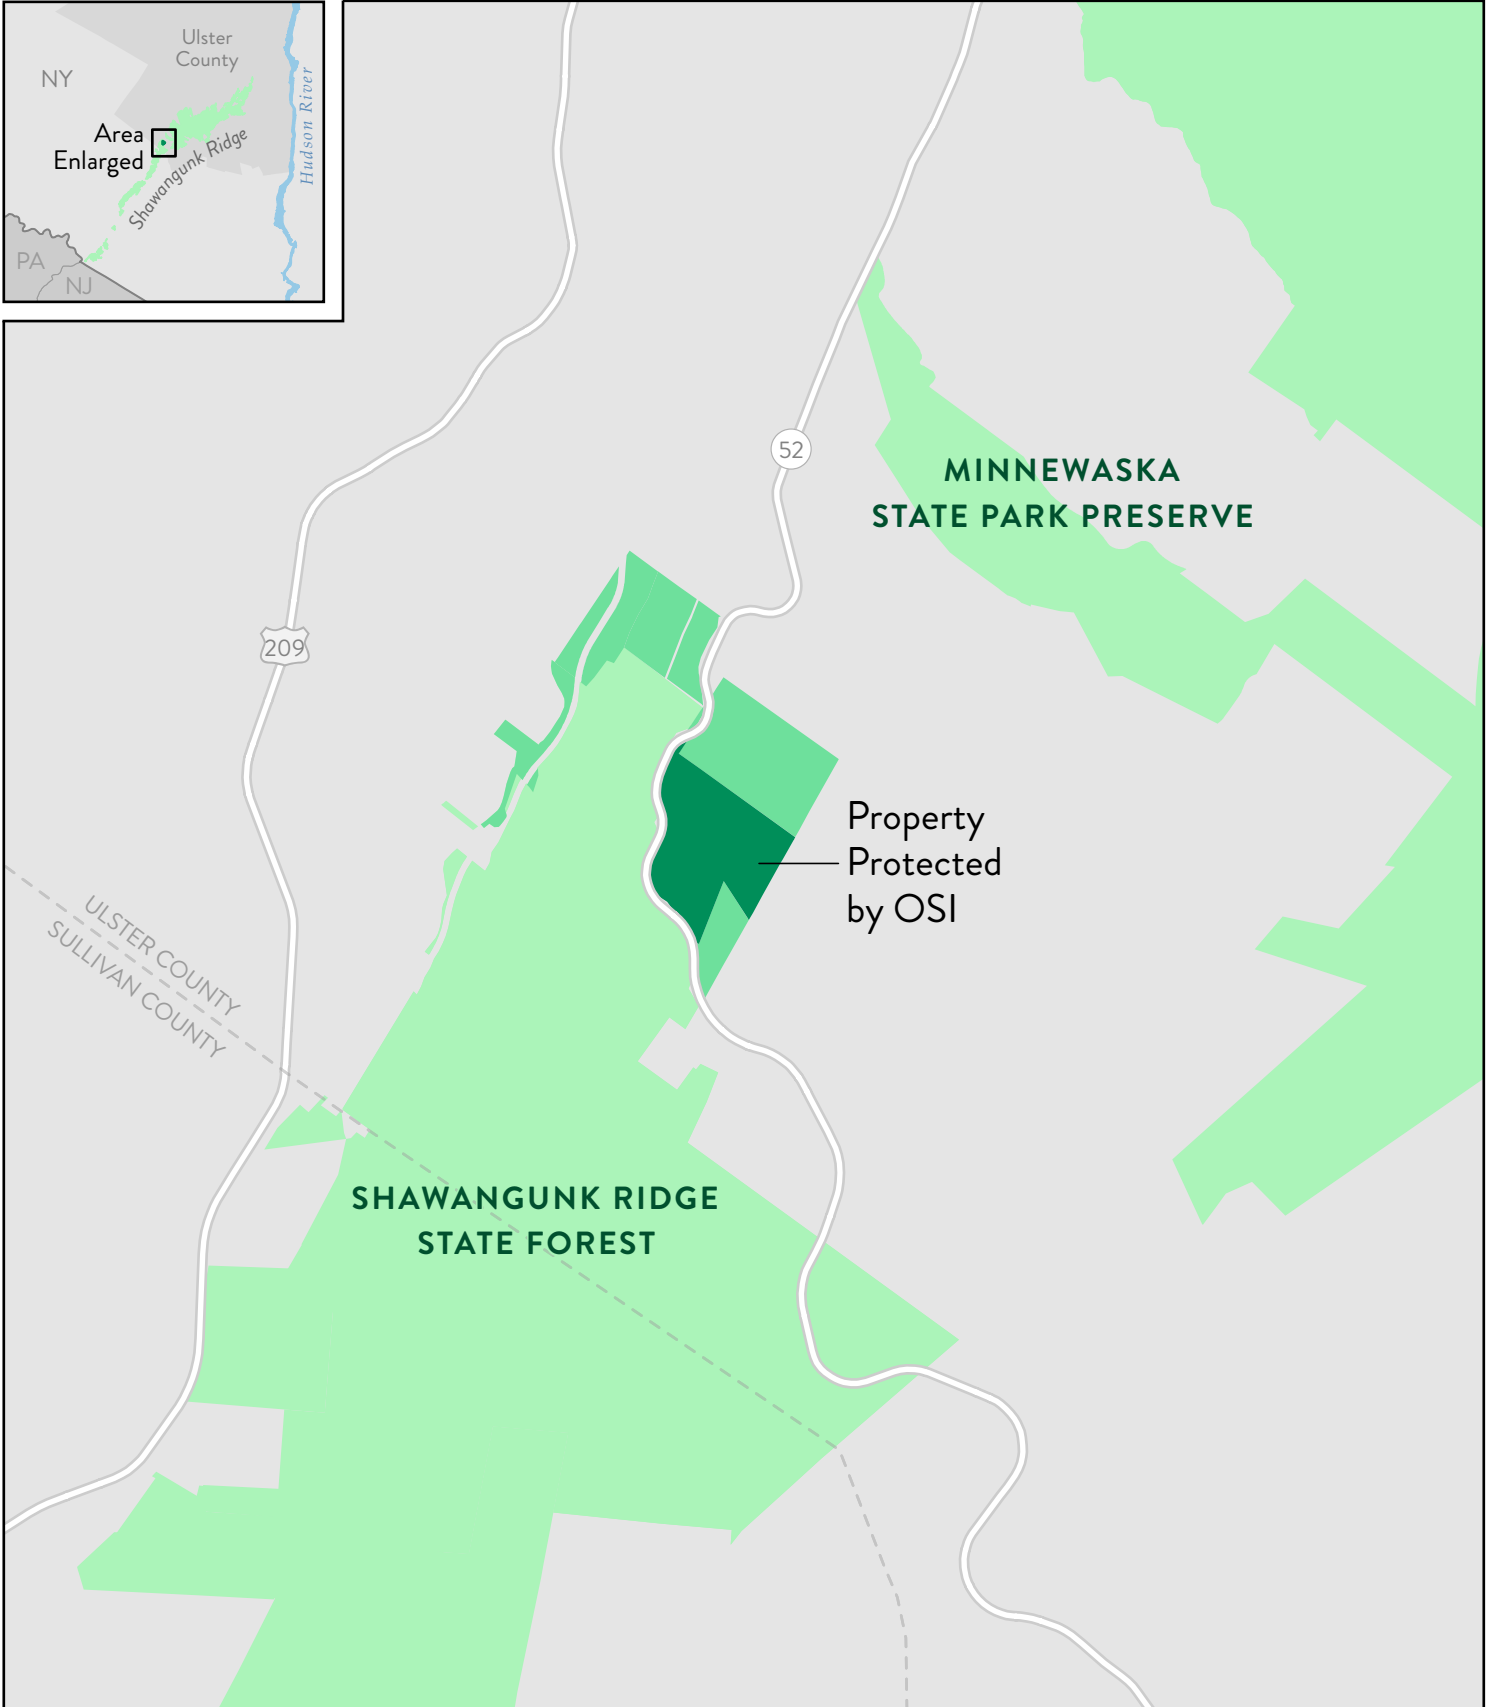 Ulster
County
NY
Hudson River
Area
Enlarged
Shawangunk Ridge
PA
NJ
52
MINNEWASKA
STATE PARK PRESERVE
209
Property
Protected
by OSI
ULSTER COUNTY
SULLIVAN COUNTY
SHAWANGUNK RIDGE
STATE FOREST